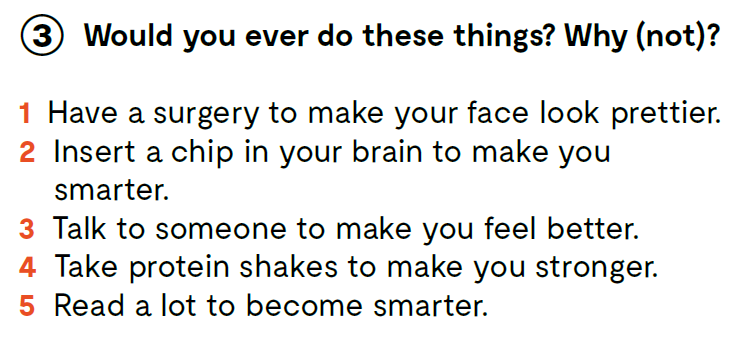 3 Would you ever do these things? Why (not)?
1 Have a surgery to make your face look prettier.
2 Insert a chip in your brain to make you
smarter.
3 Talk to someone to make you feel better.
4 Take protein shakes to make you stronger.
5 Read a lot to become smarter.